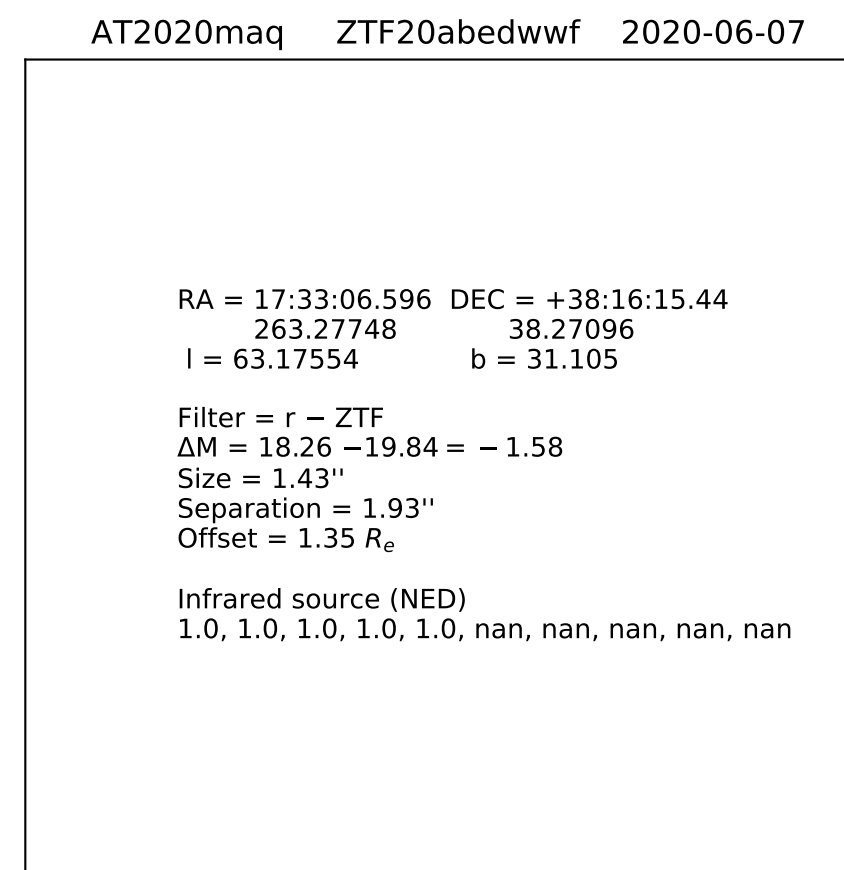 AT2020maq ZTF20abedwwf 2020-06-07
RA = 17:33:06.596 DEC = +38:16:15.44
263.27748 38.27096
l = 63.17554 b = 31.105
Filter = r − ZTF
ΔM = 18.26 −19.84 = − 1.58
Size = 1.43''
Separation = 1.93''
Offset = 1.35 Re
Infrared source (NED)
1.0, 1.0, 1.0, 1.0, 1.0, nan, nan, nan, nan, nan